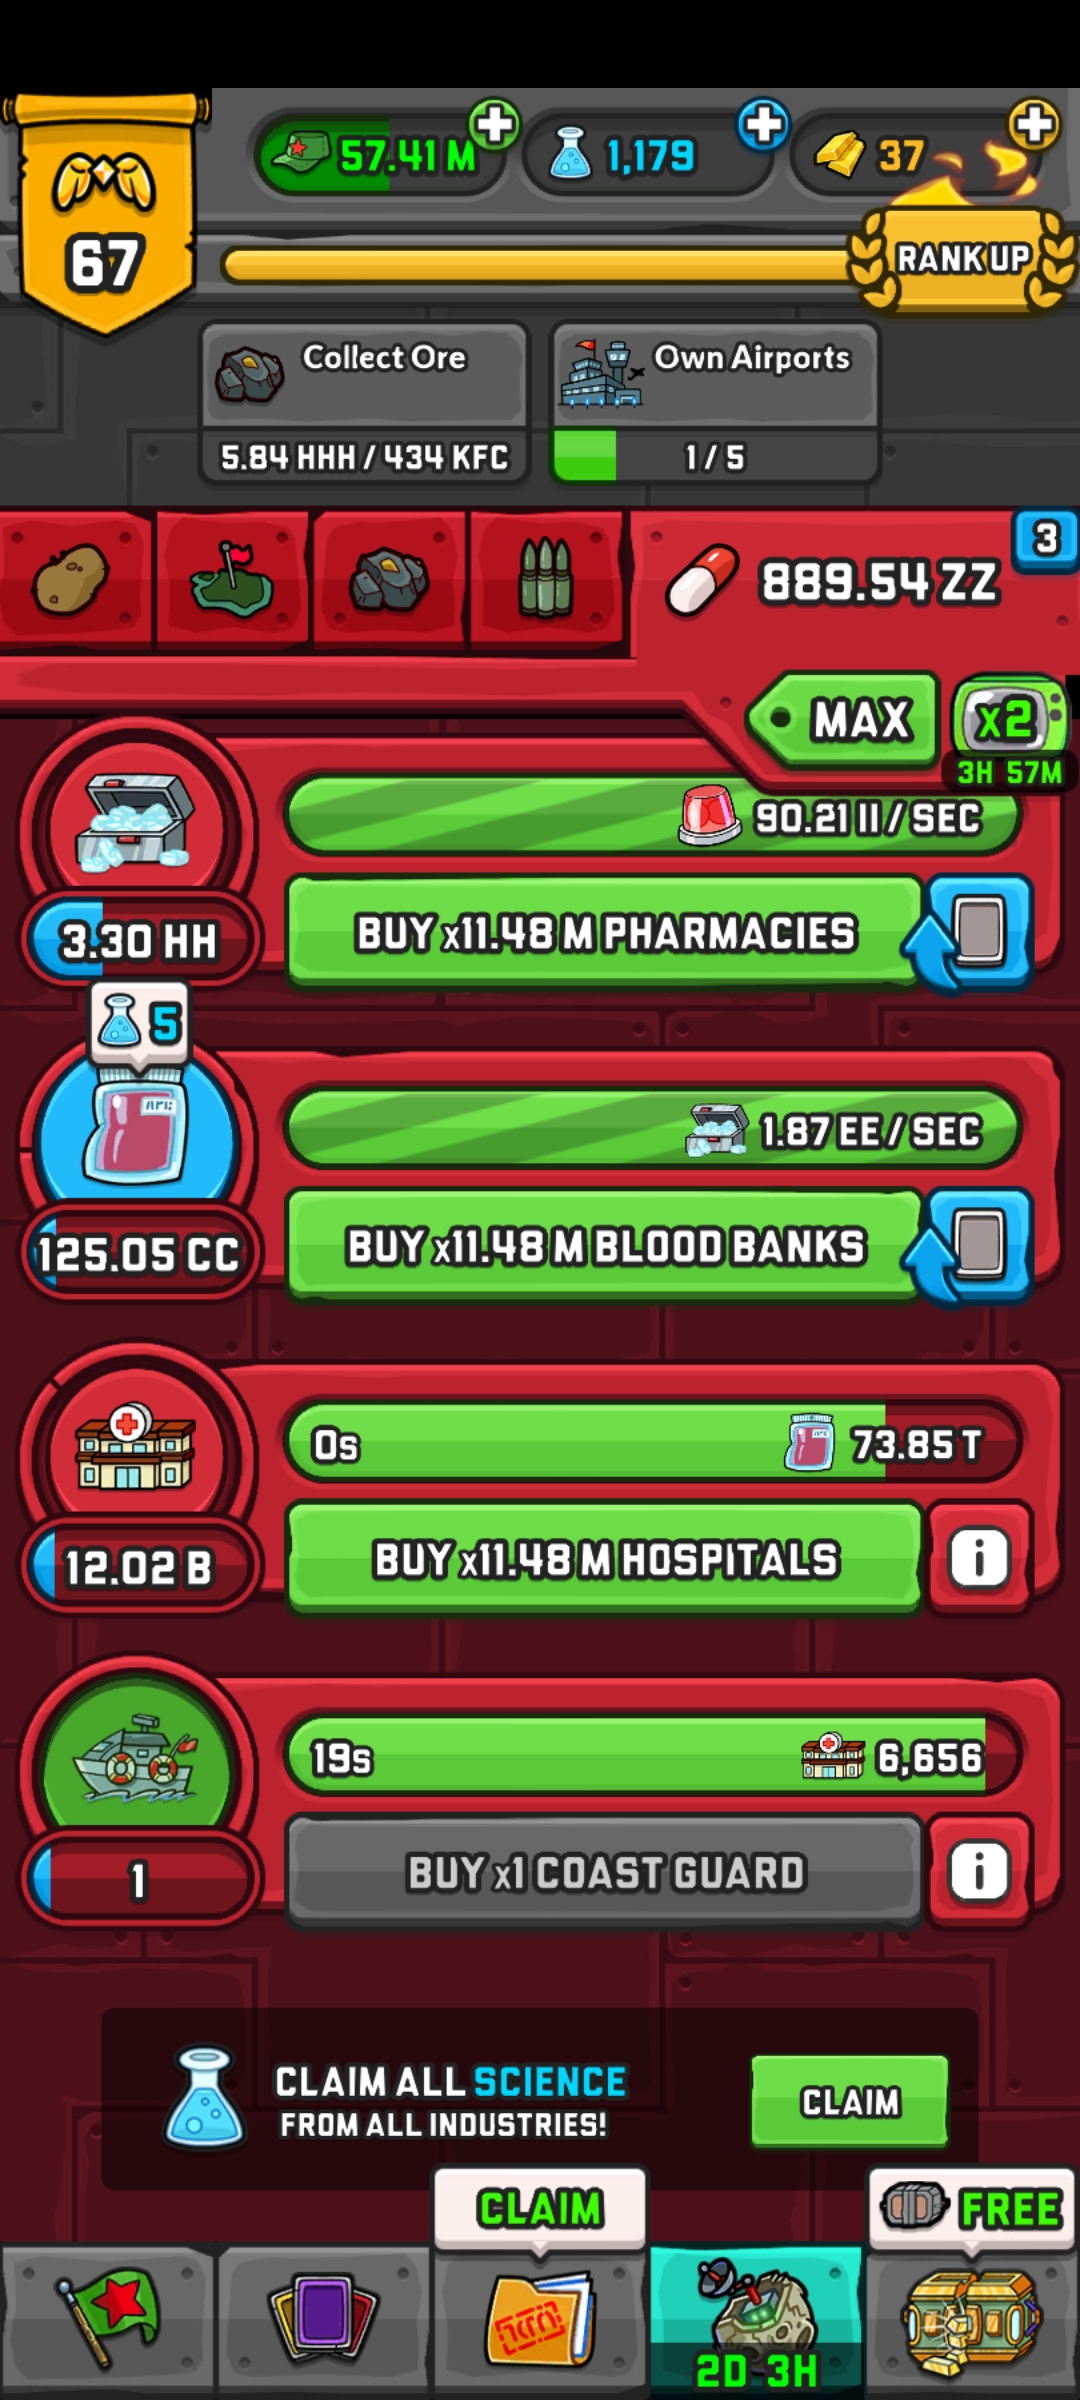 57.41 M
1,179
37
67
RANK UP
Collect Ore
Own Airports
5.84 HHH / 434 KFC
1 / 5
3
889.54 ZZ
MAX
x2
3H 57M
90.21 II / SEC
3.30 HH
BUY x11.48 M PHARMACIES
5
1.87 EE / SEC
125.05 CC
BUY x11.48 M BLOOD BANKS
0s
73.85 T
12.02 B
BUY x11.48 M HOSPITALS
i
19s
6,656
1
BUY x1 COAST GUARD
i
CLAIM ALL SCIENCE
FROM ALL INDUSTRIES!
CLAIM
CLAIM
FREE
2D 3H